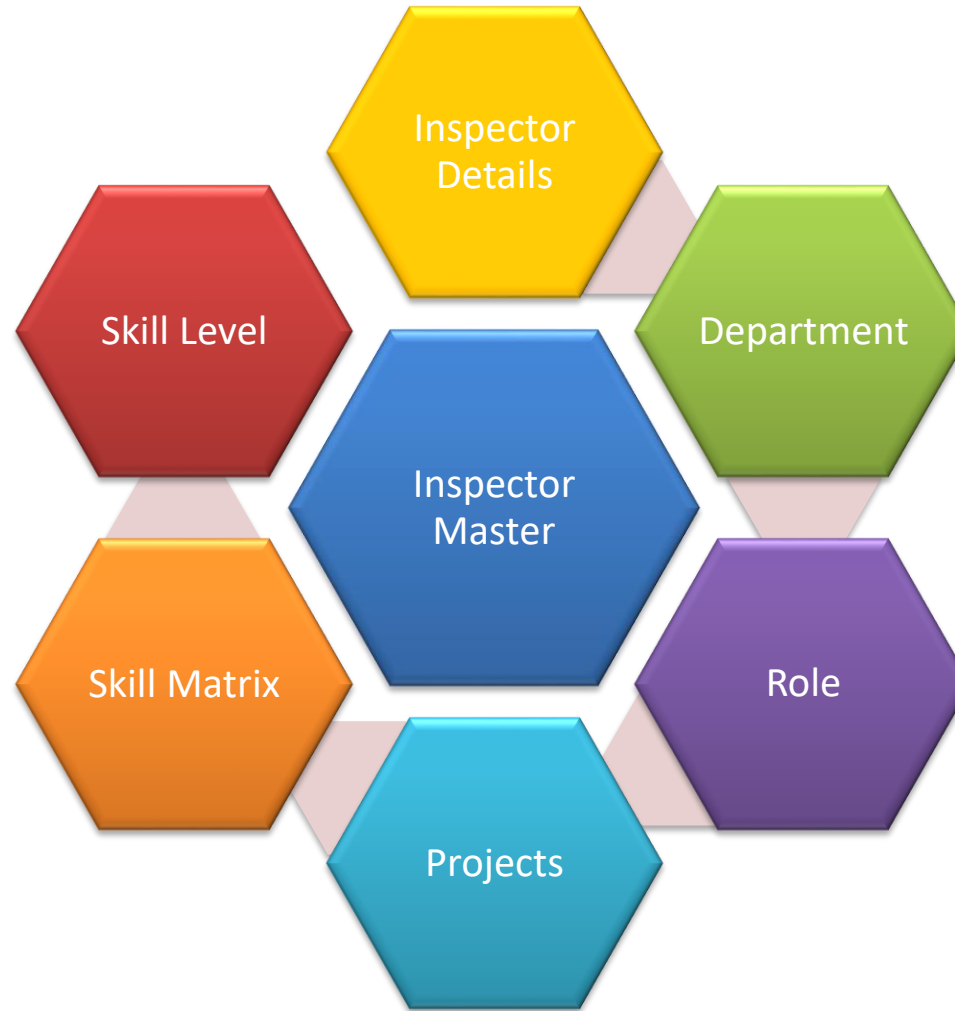 Inspector
Details
Skill Level
Department
Inspector
Master
Skill Matrix
Role
Projects